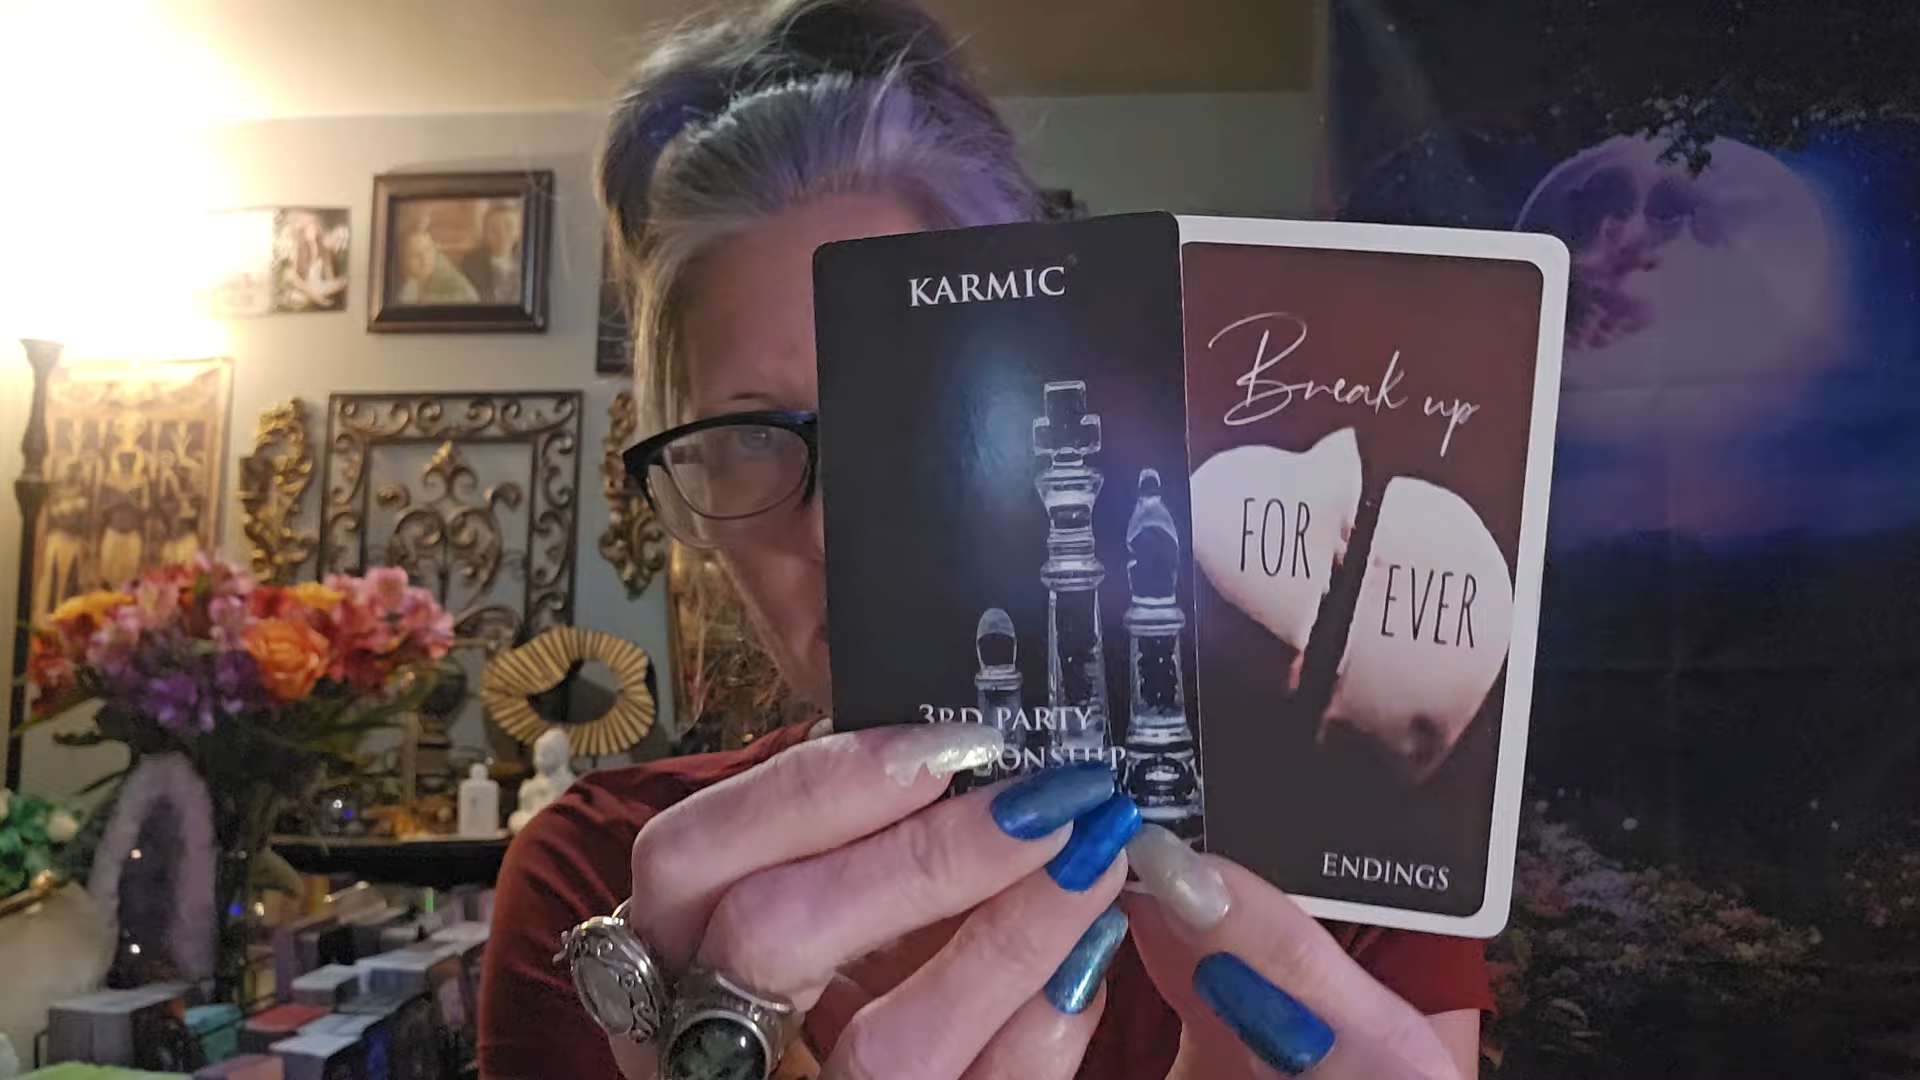 KARMIC
3RD PARTY
Break up
FOR
EVER
ENDINGS